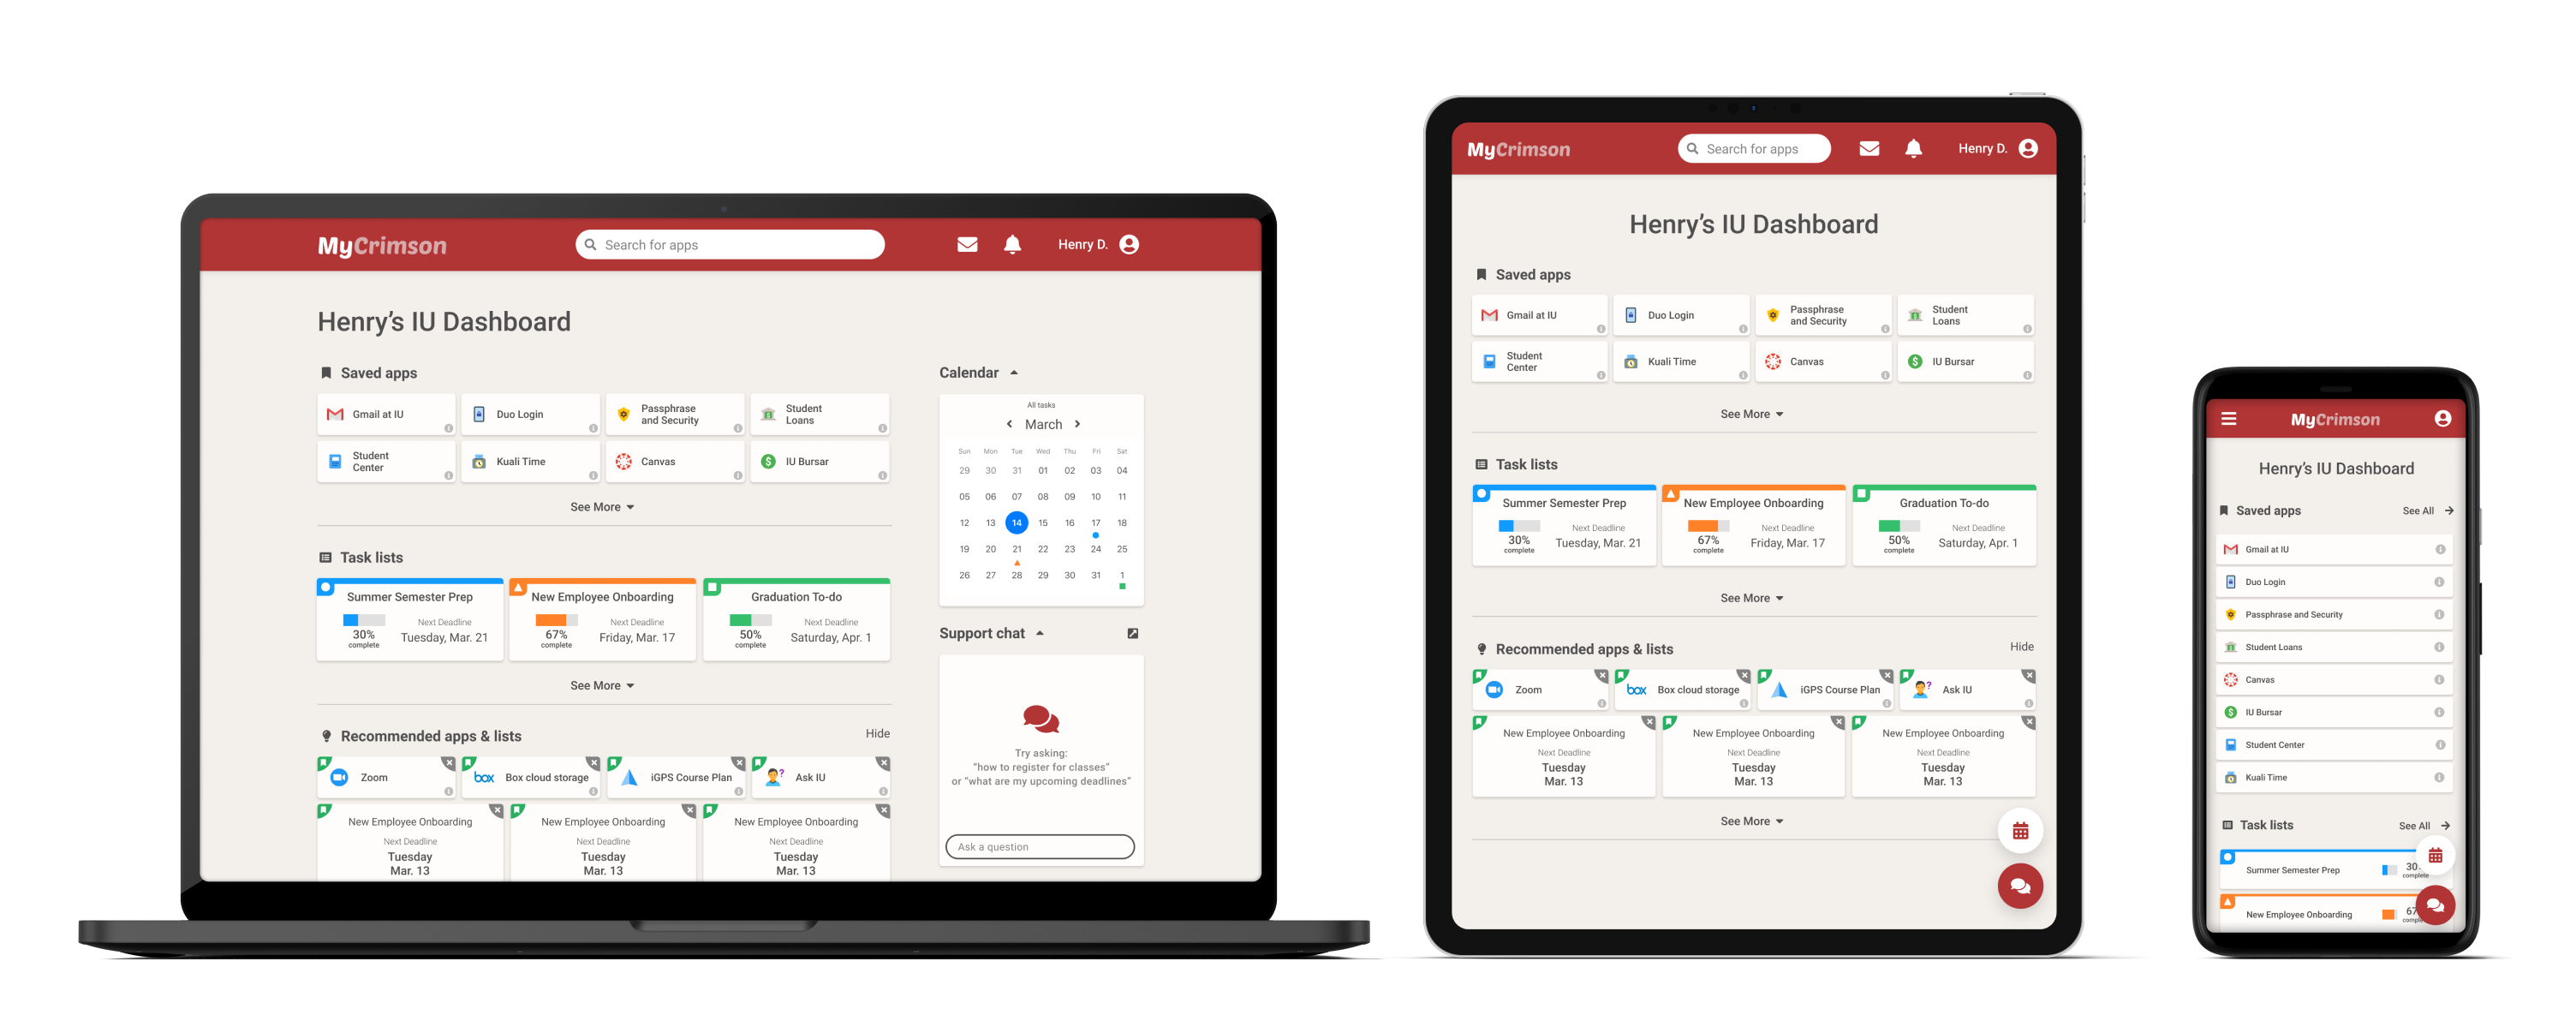 MyCrimson
Search for apps
Henry D.
Henry's IU Dashboard
Saved apps
Gmail at IU
Duo Login
Passphrase
and Security
Student
Loans
Student
Center
Kuali Time
Canvas
IU Bursar
See More
Task lists
Summer Semester Prep
30%
complete
Next Deadline
Tuesday, Mar. 21
New Employee Onboarding
67%
complete
Next Deadline
Friday, Mar. 17
Graduation To-do
50%
complete
Next Deadline
Saturday, Apr. 1
See More
Recommended apps & lists
Hide
Zoom
box Box cloud storage
iGPS Course Plan
Ask IU
New Employee Onboarding
Next Deadline
Tuesday
Mar. 13
New Employee Onboarding
Next Deadline
Tuesday
Mar. 13
New Employee Onboarding
Next Deadline
Tuesday
Mar. 13
Calendar
All tasks
March
Sun Mon Tue Wed Thu Fri Sat
29 30 31 01 02 03 04
05 06 07 08 09 10 11
12 13 14 15 16 17 18
19 20 21 22 23 24 25
26 27 28 29 30 31 1
Support chat
Try asking:
"how to register for classes"
or "what are my upcoming deadlines"
Ask a question
MyCrimson
Search for apps
Henry D.
Henry's IU Dashboard
Saved apps
Gmail at IU
Duo Login
Passphrase
and Security
Student
Loans
Student
Center
Kuali Time
Canvas
IU Bursar
See More
Task lists
Summer Semester Prep
30%
complete
Next Deadline
Tuesday, Mar. 21
New Employee Onboarding
67%
complete
Next Deadline
Friday, Mar. 17
Graduation To-do
50%
complete
Next Deadline
Saturday, Apr. 1
See More
Recommended apps & lists
Hide
Zoom
box Box cloud storage
iGPS Course Plan
Ask IU
New Employee Onboarding
Next Deadline
Tuesday
Mar. 13
New Employee Onboarding
Next Deadline
Tuesday
Mar. 13
New Employee Onboarding
Next Deadline
Tuesday
Mar. 13
See More
MyCrimson
Henry's IU Dashboard
Saved apps
See All
Gmail at IU
Duo Login
Passphrase and Security
Student Loans
Canvas
IU Bursar
Student Center
Kuali Time
Task lists
See All
Summer Semester Prep
30
complete
New Employee Onboarding
67